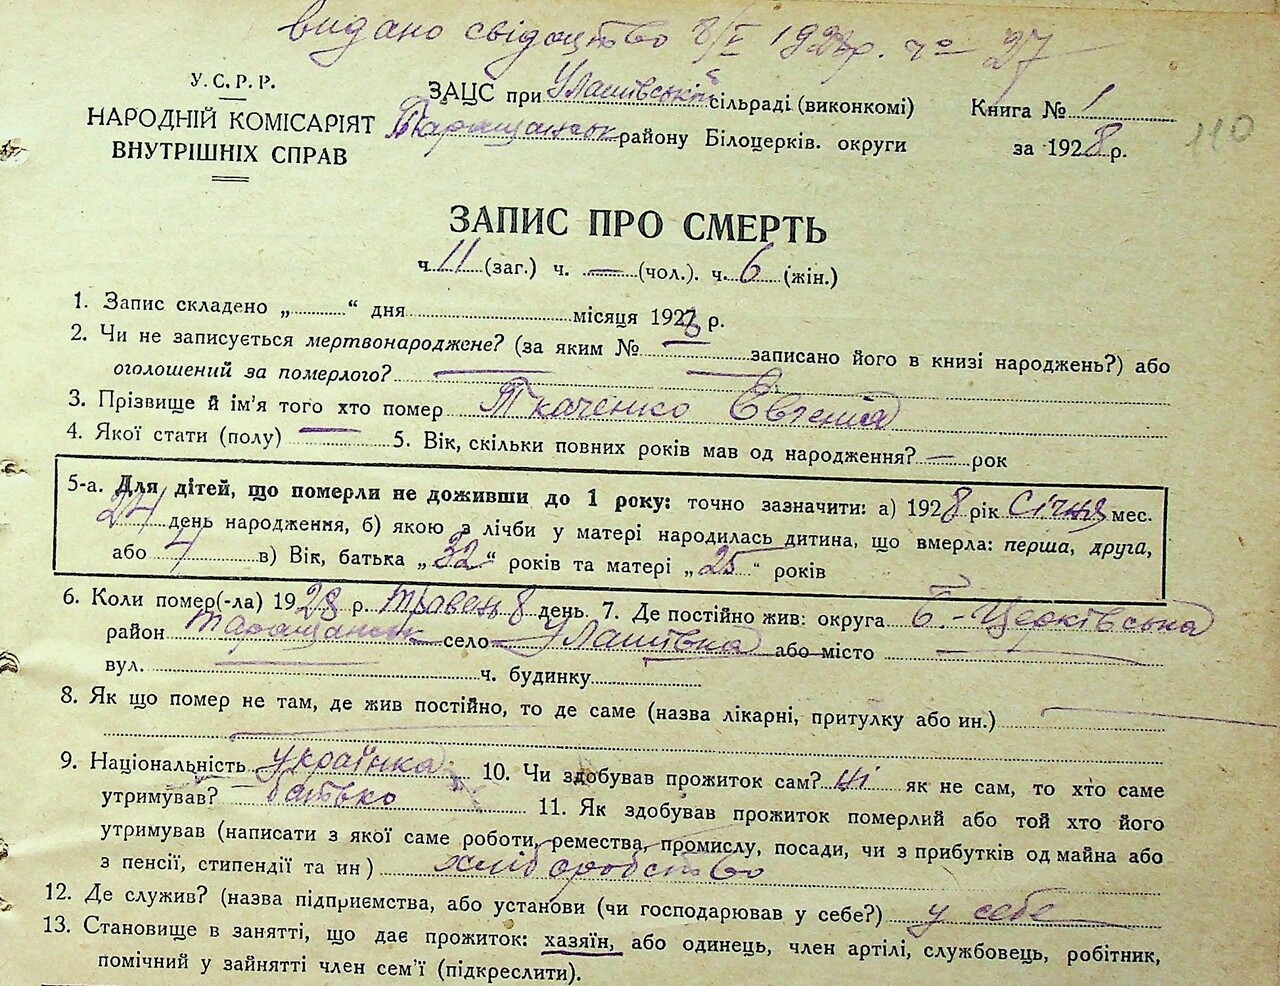 видано свідоцтво 8/V 1928р. ч° 27
У.С.Р.Р.
НАРОДНІЙ КОМІСАРІЯТ
ВНУТРІШНІХ СПРАВ
ЗАЦС при Улашівській сільраді (виконкомі)
Таращанськ району Білоцерків. округи
Книга № 1
за 1928 р.
110
ЗАПИС ПРО СМЕРТЬ
ч. 11 (заг.) ч. — (чол.). ч. 6 (жін.)
1. Запис складено „ “ дня місяця 1928 р.
2. Чи не записується мертвонароджене? (за яким № — записано його в книзі народжень?) або
оголошений за померлого? —
3. Прізвище й ім'я того хто помер Ткаченко Євгенія
4. Якої стати (полу) — 5. Вік, скільки повних років мав од народження? — рок
5-а. Для дітей, що померли не доживши до 1 року: точно зазначити: а) 1928 рік Січня мес.
24 день народження, б) якою з лічби у матері народилась дитина, що вмерла: перша, друга,
або 4 в) Вік, батька „32“ років та матері „25“ років
6. Коли помер(-ла) 1928 р. травень 8 день. 7. Де постійно жив: округа Б.-Церківська
район Таращанськ село Улашівка або місто —
вул. — ч. будинку
8. Як що помер не там, де жив постійно, то де саме (назва лікарні, притулку або ин.) —
9. Національність українка 10. Чи здобував прожиток сам? ні як не сам, то хто саме
утримував? батько 11. Як здобував прожиток померлий або той хто його
утримував (написати з якої саме роботи, ремества, промислу, посади, чи з прибутків од майна або
з пенсії, стипендії та ин) хліборобство
12. Де служив? (назва підприємства, або установи (чи господарював у себе?) у себе
13. Становище в занятті, що дає прожиток: хазяїн, або одинець, член артілі, службовець, робітник,
помічний у зайнятті член сем'ї (підкреслити).